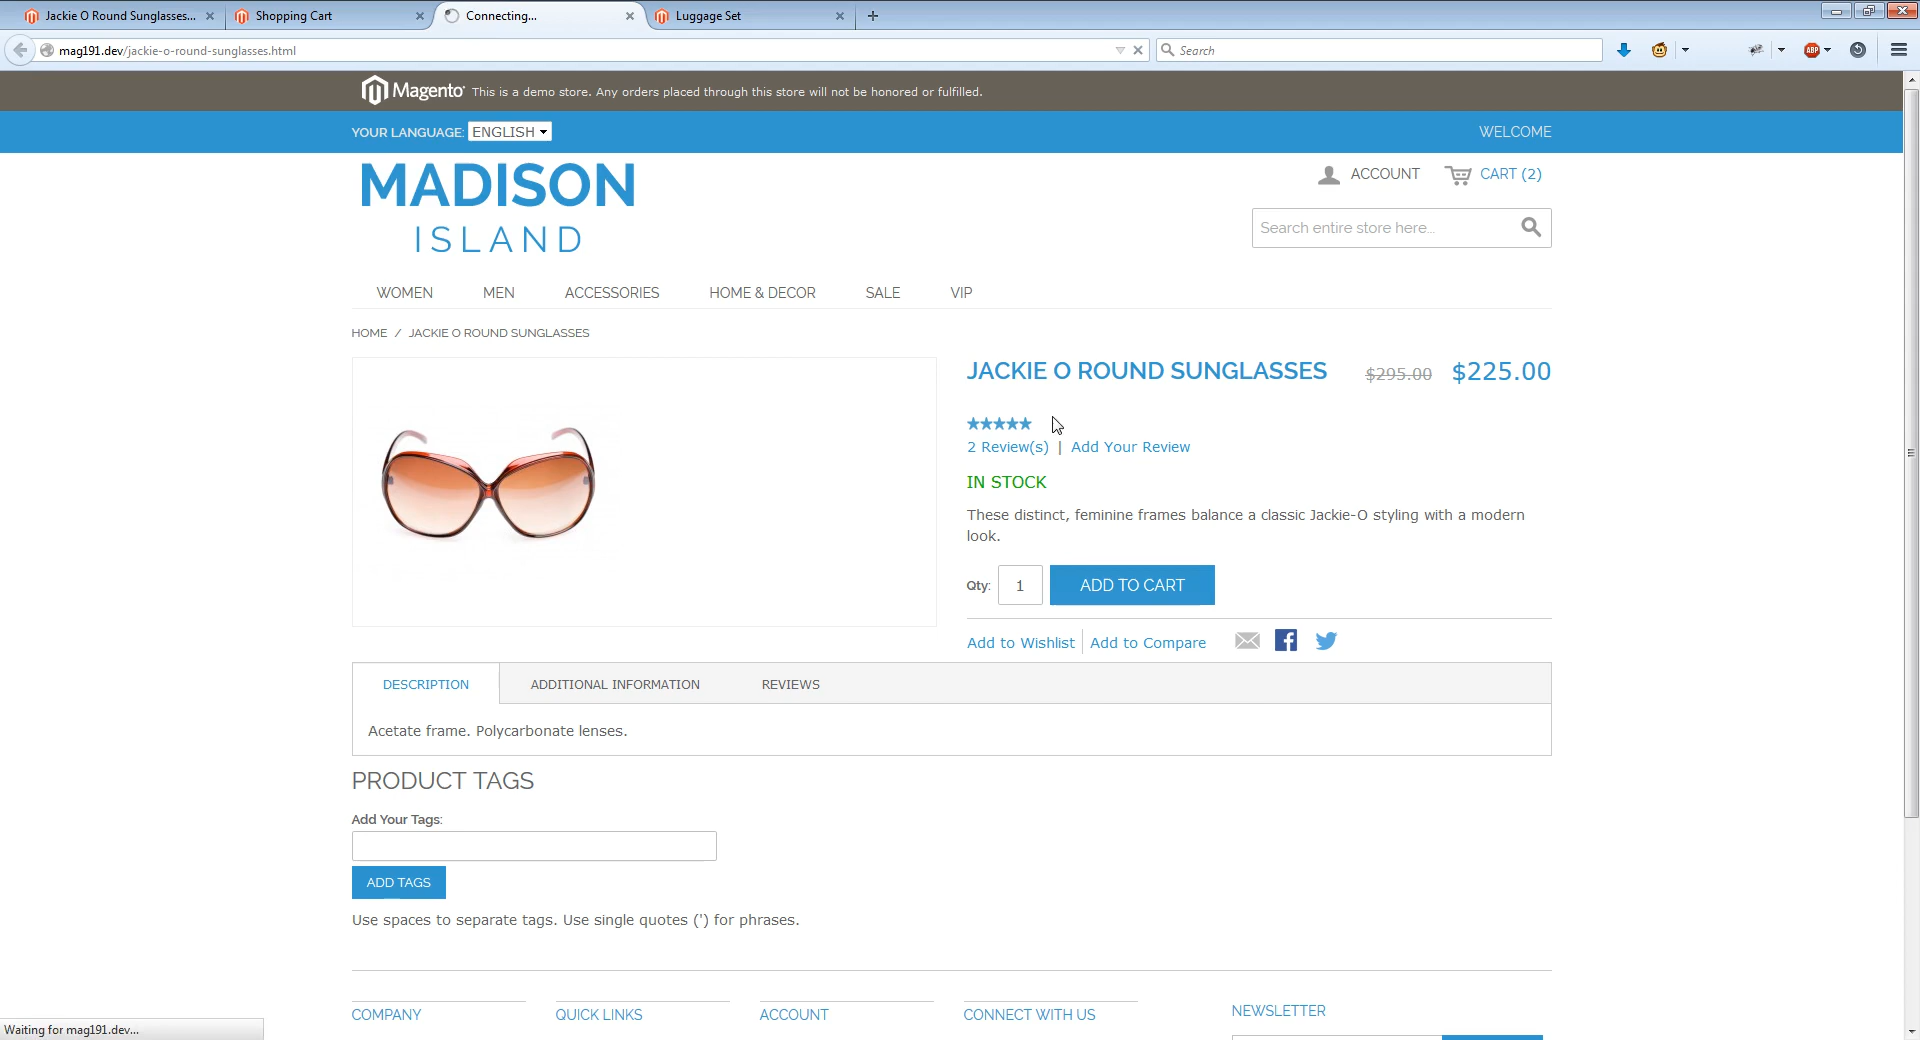 Jackie O Round Sunglasses...
Shopping Cart
Connecting...
Luggage Set
mag191.dev/jackie-o-round-sunglasses.html
Search
ABP
Magento This is a demo store. Any orders placed through this store will not be honored or fulfilled.
YOUR LANGUAGE: ENGLISH
WELCOME
MADISON
ISLAND
ACCOUNT
CART (2)
Search entire store here...
WOMEN MEN ACCESSORIES HOME & DECOR SALE VIP
HOME / JACKIE O ROUND SUNGLASSES
JACKIE O ROUND SUNGLASSES $295.00 $225.00
2 Review(s) | Add Your Review
IN STOCK
These distinct, feminine frames balance a classic Jackie-O styling with a modern
look.
Qty: 1 ADD TO CART
Add to Wishlist Add to Compare
DESCRIPTION ADDITIONAL INFORMATION REVIEWS
Acetate frame. Polycarbonate lenses.
PRODUCT TAGS
Add Your Tags:
ADD TAGS
Use spaces to separate tags. Use single quotes (') for phrases.
COMPANY QUICK LINKS ACCOUNT CONNECT WITH US NEWSLETTER
Waiting for mag191.dev...